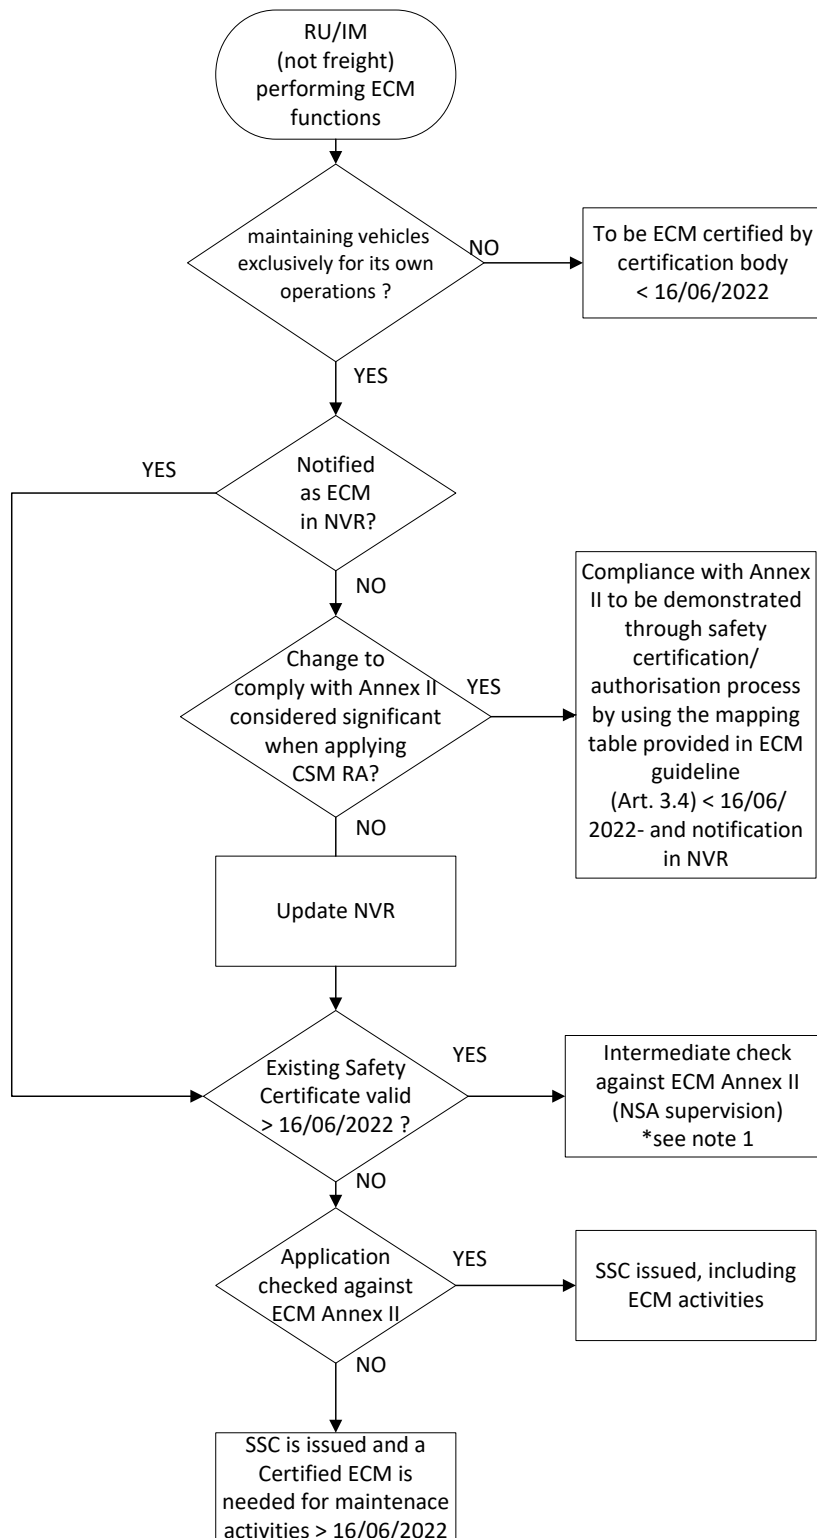 RU/IM
(not freight)
performing ECM
functions
maintaining vehicles
exclusively for its own
operations ?
NO
To be ECM certified by
certification body
< 16/06/2022
YES
YES
Notified
as ECM
in NVR?
NO
Change to
comply with Annex II
considered significant
when applying
CSM RA?
YES
Compliance with Annex
II to be demonstrated
through safety
certification/
authorisation process
by using the mapping
table provided in ECM
guideline
(Art. 3.4) < 16/06/
2022- and notification
in NVR
NO
Update NVR
Existing Safety
Certificate valid
> 16/06/2022 ?
YES
Intermediate check
against ECM Annex II
(NSA supervision)
*see note 1
NO
Application
checked against
ECM Annex II
YES
SSC issued, including
ECM activities
NO
SSC is issued and a
Certified ECM is
needed for maintenace
activities > 16/06/2022